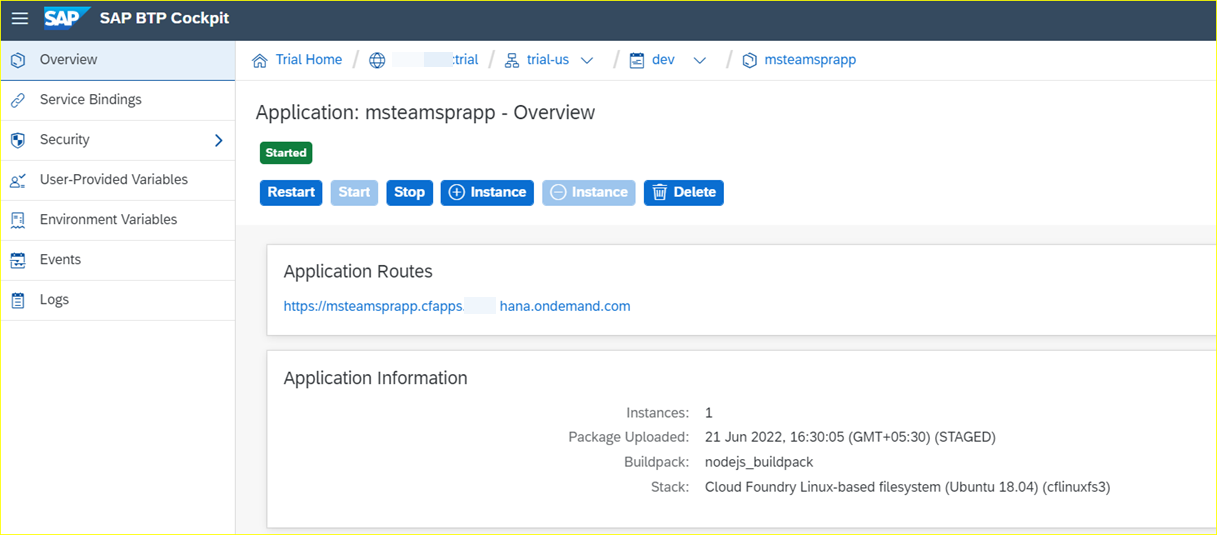 SAP SAP BTP Cockpit
Overview
Service Bindings
Security
User-Provided Variables
Environment Variables
Events
Logs
Trial Home / :trial / trial-us / dev / msteamsprapp
Application: msteamsprapp - Overview
Started
Restart Start Stop Instance Instance Delete
Application Routes
https://msteamsprapp.cfapps. hana.ondemand.com
Application Information
Instances: 1
Package Uploaded: 21 Jun 2022, 16:30:05 (GMT+05:30) (STAGED)
Buildpack: nodejs_buildpack
Stack: Cloud Foundry Linux-based filesystem (Ubuntu 18.04) (cflinuxfs3)